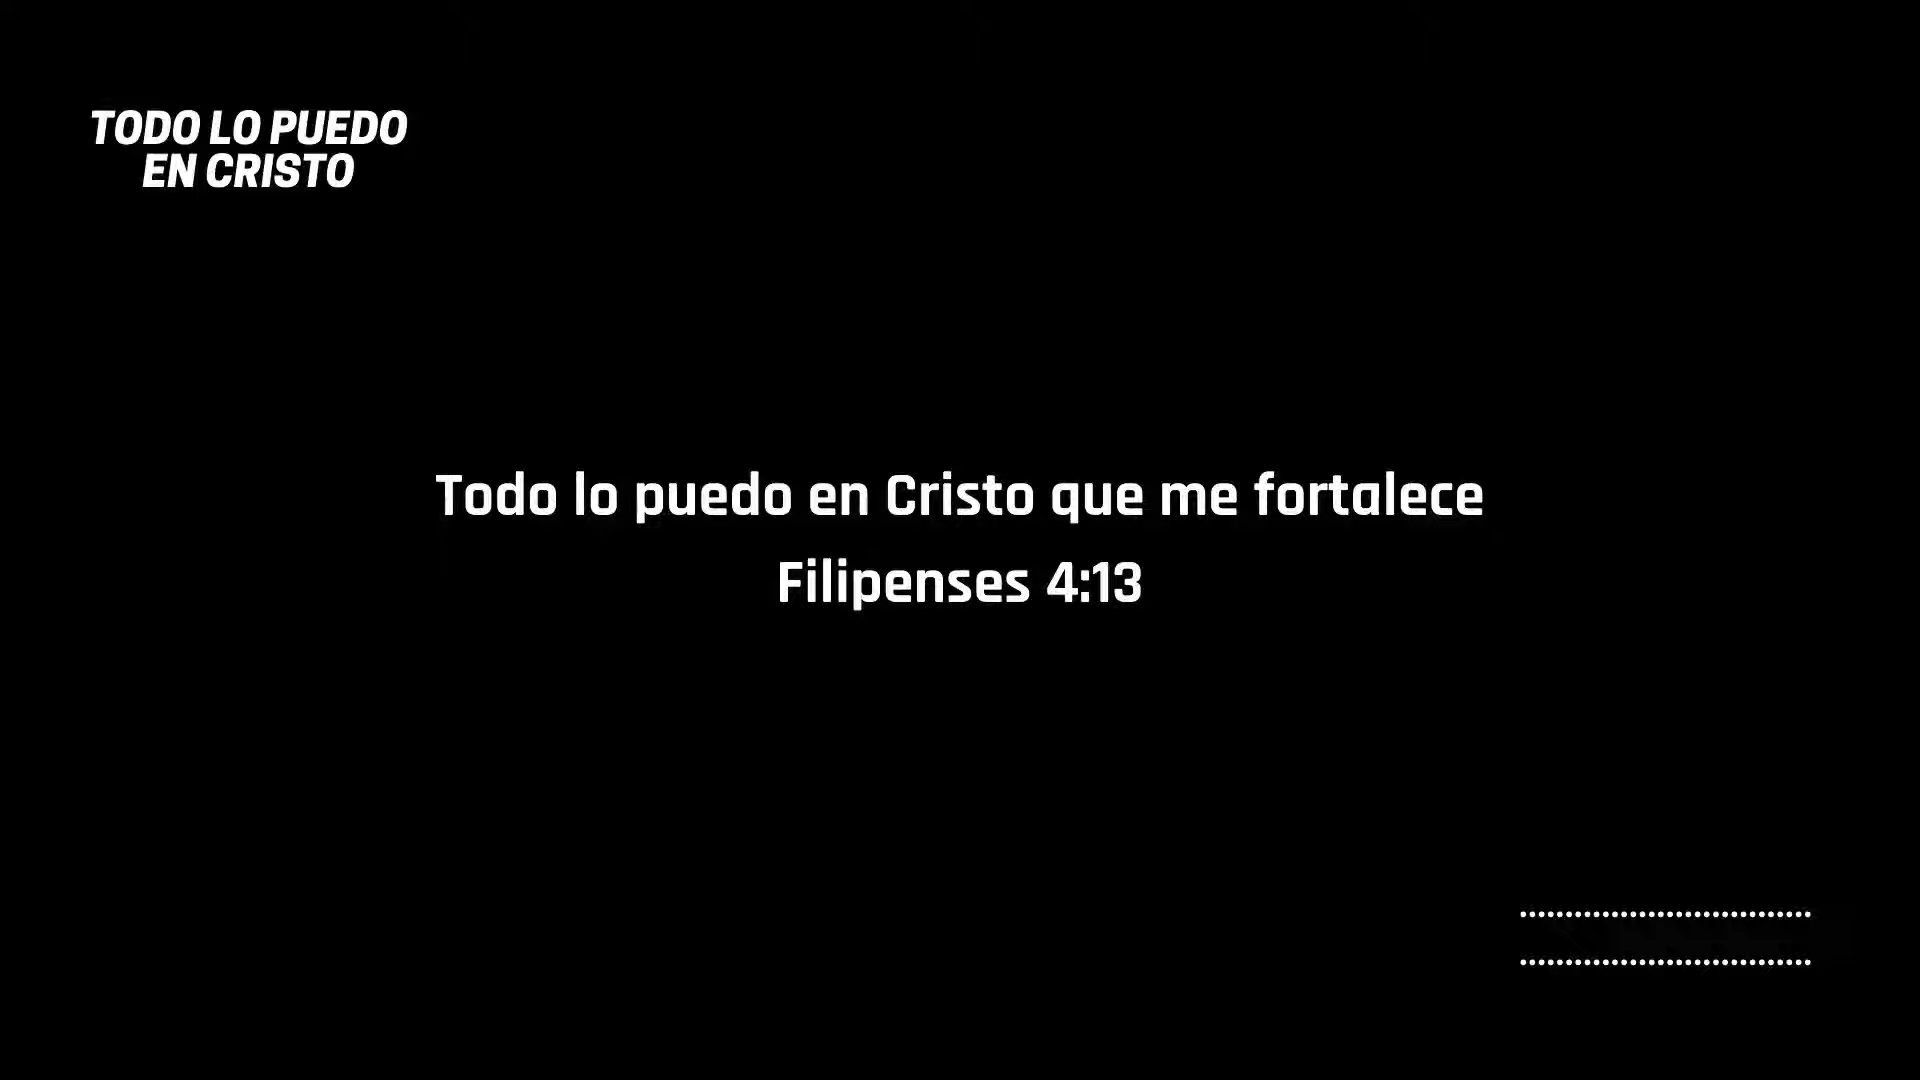 TODO LO PUEDO
EN CRISTO
Todo lo puedo en Cristo que me fortalece
Filipenses 4:13